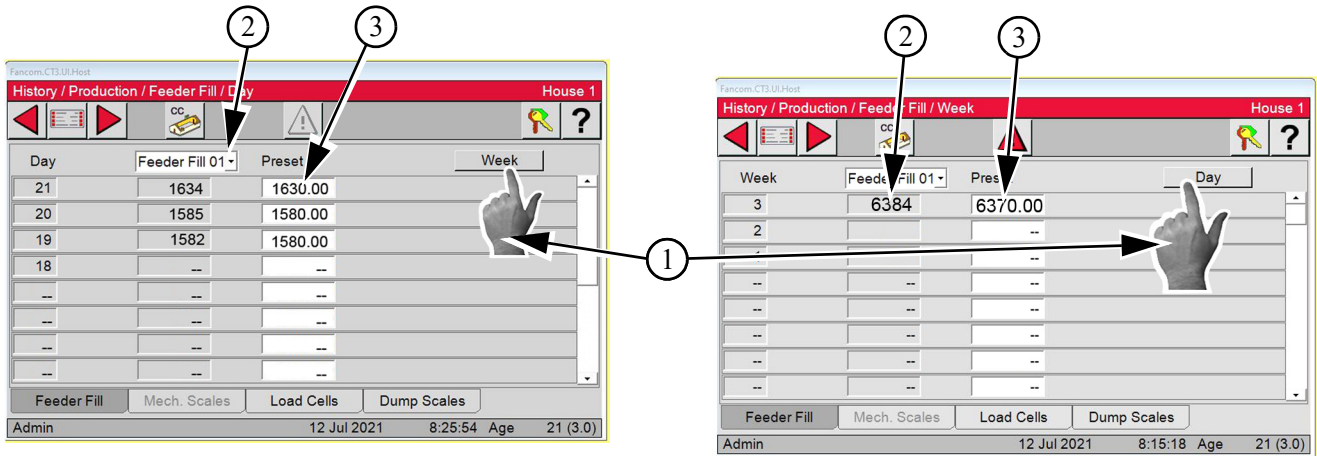 2 3
Fancom.CT3.UI.Host
History / Production / Feeder Fill / Day House 1
CC
?
Day Feeder Fill 01 Preset Week
21 1634 1630.00
20 1585 1580.00
19 1582 1580.00
18 -- --
-- -- --
-- -- --
-- -- --
-- -- --
Feeder Fill Mech. Scales Load Cells Dump Scales
Admin 12 Jul 2021 8:25:54 Age 21 (3.0)
1
2 3
Fancom.CT3.UI.Host
History / Production / Feeder Fill / Week House 1
CC
?
Week Feeder Fill 01 Day
3 6384 6370.00
2 --
--
-- -- --
-- -- --
-- -- --
-- -- --
-- -- --
Feeder Fill Mech. Scales Load Cells Dump Scales
Admin 12 Jul 2021 8:15:18 Age 21 (3.0)